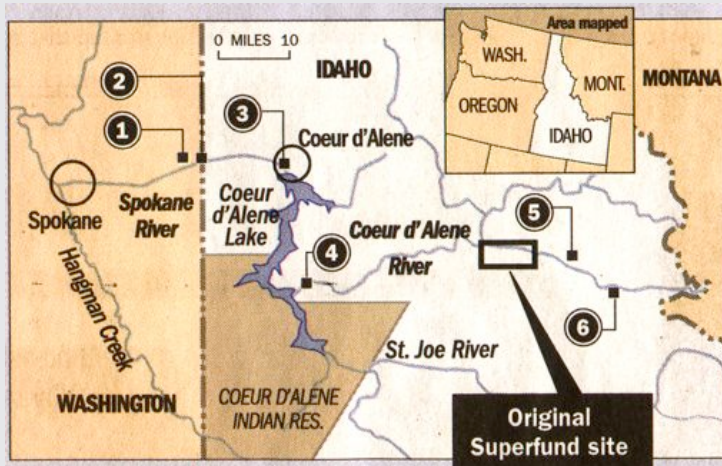 0 MILES 10
IDAHO
Area mapped
WASH.
MONT.
OREGON
IDAHO
MONTANA
2
1
3
Coeur d'Alene
Spokane
Spokane
River
Coeur
d'Alene
Lake
Coeur d'Alene
River
4
5
6
Hangman Creek
St. Joe River
WASHINGTON
COEUR D'ALENE
INDIAN RES.
Original
Superfund site